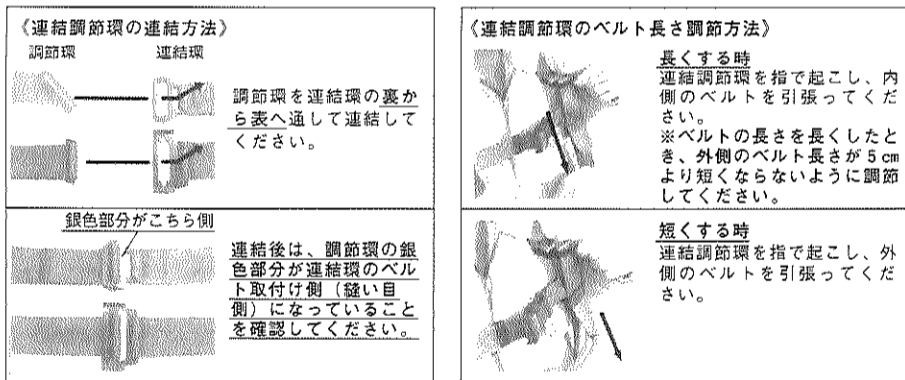 《連結調節環の連結方法》
調節環 連結環
調節環を連結環の裏か
ら表へ通して連結して
ください。
銀色部分がこちら側
連結後は、調節環の銀
色部分が連結環のベル
ト取付け側（縫い目
側）になっていること
を確認してください。
《連結調節環のベルト長さ調節方法》
長くする時
連結調節環を指で起こし、内
側のベルトを引張ってくだ
さい。
※ベルトの長さを長くしたと
き、外側のベルト長さが5cm
より短くならないように調節
してください。
短くする時
連結調節環を指で起こし、外
側のベルトを引張ってくだ
さい。